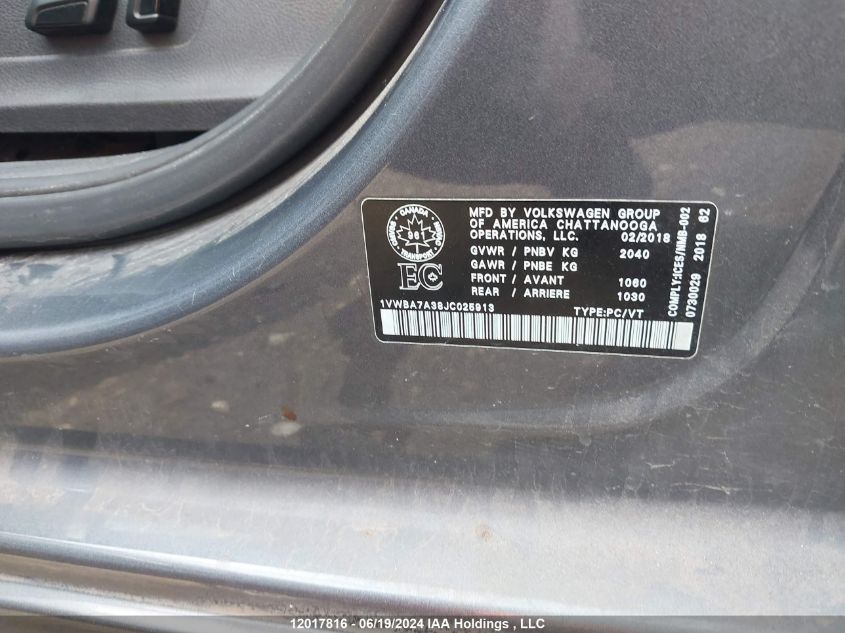 CANADA
961
TRANSPORT
EC
MFD BY VOLKSWAGEN GROUP
OF AMERICA CHATTANOOGA
OPERATIONS, LLC. 02/2018
GVWR / PNBV KG 2040
GAWR / PNBE KG
FRONT / AVANT 1060
REAR / ARRIERE 1030
1VWBA7A38JC025913 TYPE:PC/VT
COMPLY:ICES/NMB-002
0730029 2018 62
12017816 - 06/19/2024 IAA Holdings , LLC